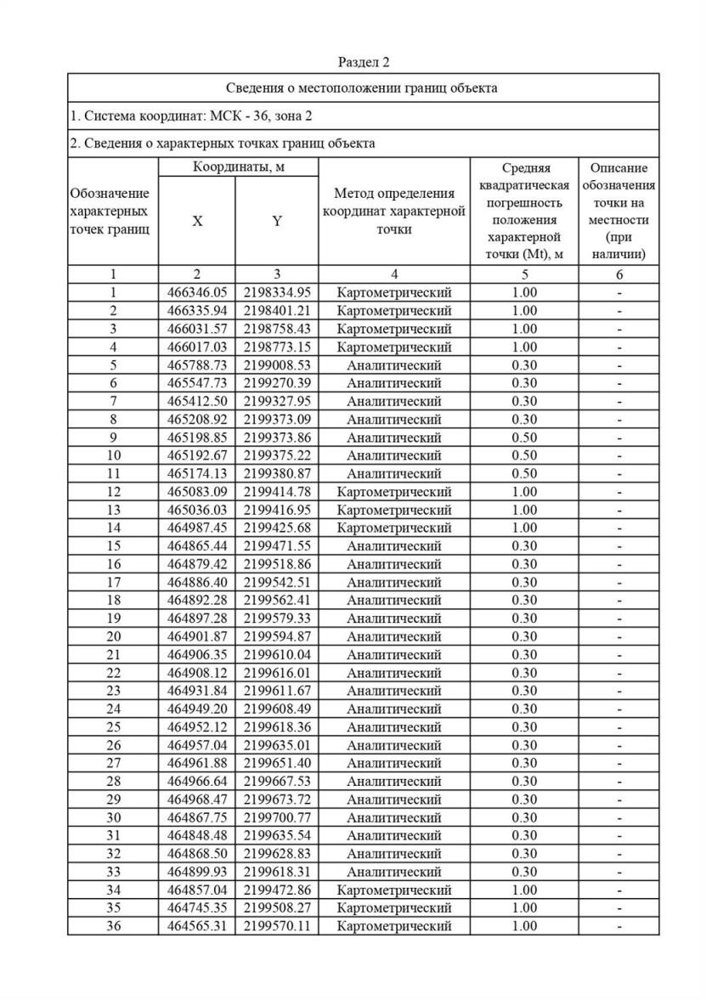 Раздел 2
Сведения о местоположении границ объекта
1. Система координат: МСК - 36, зона 2
2. Сведения о характерных точках границ объекта
Обозначение характерных точек границ
Координаты, м
X
Y
Метод определения координат характерной точки
Средняя квадратическая погрешность положения характерной точки (Mt), м
Описание обозначения точки на местности (при наличии)
1 2 3 4 5 6
1 466346.05 2198334.95 Картометрический 1.00 -
2 466335.94 2198401.21 Картометрический 1.00 -
3 466031.57 2198758.43 Картометрический 1.00 -
4 466017.03 2198773.15 Картометрический 1.00 -
5 465788.73 2199008.53 Аналитический 0.30 -
6 465547.73 2199270.39 Аналитический 0.30 -
7 465412.50 2199327.95 Аналитический 0.30 -
8 465208.92 2199373.09 Аналитический 0.30 -
9 465198.85 2199373.86 Аналитический 0.50 -
10 465192.67 2199375.22 Аналитический 0.50 -
11 465174.13 2199380.87 Аналитический 0.50 -
12 465083.09 2199414.78 Картометрический 1.00 -
13 465036.03 2199416.95 Картометрический 1.00 -
14 464987.45 2199425.68 Картометрический 1.00 -
15 464865.44 2199471.55 Аналитический 0.30 -
16 464879.42 2199518.86 Аналитический 0.30 -
17 464886.40 2199542.51 Аналитический 0.30 -
18 464892.28 2199562.41 Аналитический 0.30 -
19 464897.28 2199579.33 Аналитический 0.30 -
20 464901.87 2199594.87 Аналитический 0.30 -
21 464906.35 2199610.04 Аналитический 0.30 -
22 464908.12 2199616.01 Аналитический 0.30 -
23 464931.84 2199611.67 Аналитический 0.30 -
24 464949.20 2199608.49 Аналитический 0.30 -
25 464952.12 2199618.36 Аналитический 0.30 -
26 464957.04 2199635.01 Аналитический 0.30 -
27 464961.88 2199651.40 Аналитический 0.30 -
28 464966.64 2199667.53 Аналитический 0.30 -
29 464968.47 2199673.72 Аналитический 0.30 -
30 464867.75 2199700.77 Аналитический 0.30 -
31 464848.48 2199635.54 Аналитический 0.30 -
32 464868.50 2199628.83 Аналитический 0.30 -
33 464899.93 2199618.31 Аналитический 0.30 -
34 464857.04 2199472.86 Картометрический 1.00 -
35 464745.35 2199508.27 Картометрический 1.00 -
36 464565.31 2199570.11 Картометрический 1.00 -